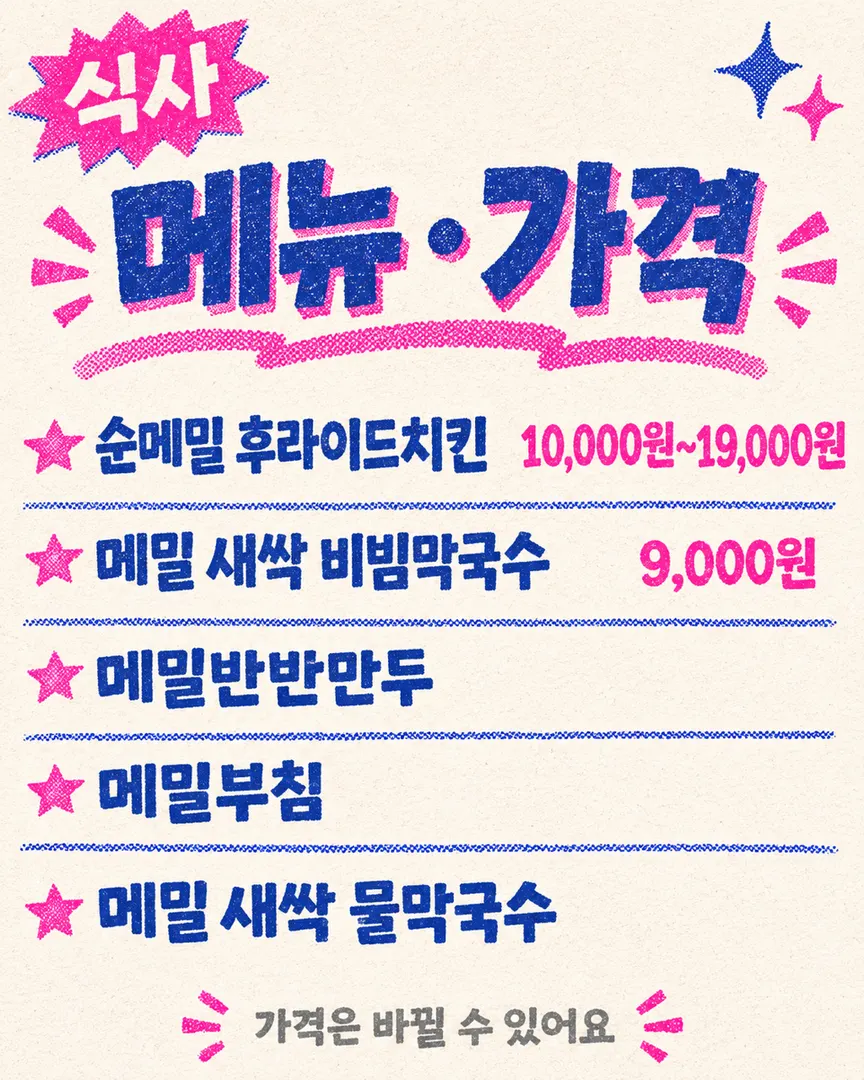 식사
메뉴·가격
순메밀 후라이드치킨 10,000원~19,000원
메밀 새싹 비빔막국수 9,000원
메밀반반만두
메밀부침
메밀 새싹 물막국수
가격은 바뀔 수 있어요